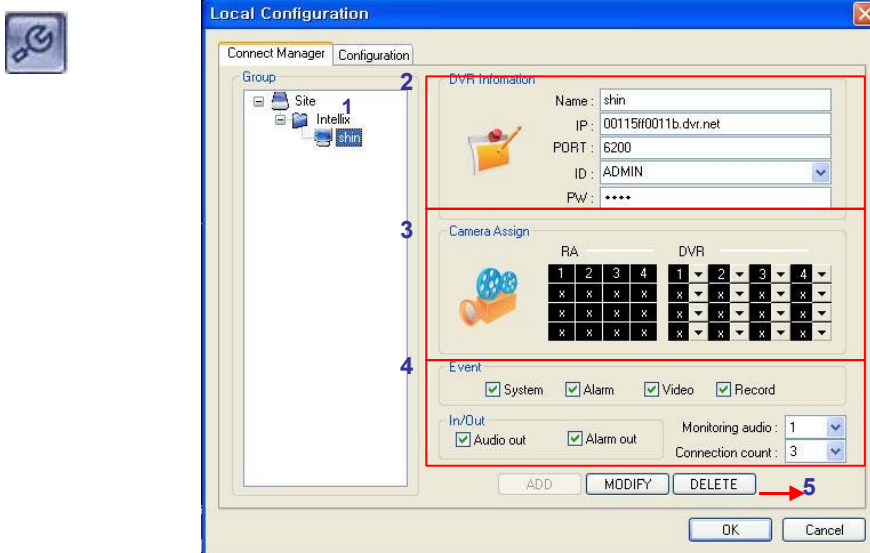 Local Configuration
Connect Manager Configuration
Group
Site
1
Intellix
shin
2
DVR Infomation
Name : shin
IP : 00115ff0011b.dvr.net
PORT : 6200
ID : ADMIN
PW : ••••
3
Camera Assign
RA DVR
1 2 3 4 1 2 3 4
x x x x x x x x
x x x x x x x x
x x x x x x x x
4
Event
System Alarm Video Record
In/Out
Audio out Alarm out
Monitoring audio : 1
Connection count : 3
ADD MODIFY DELETE 5
OK Cancel